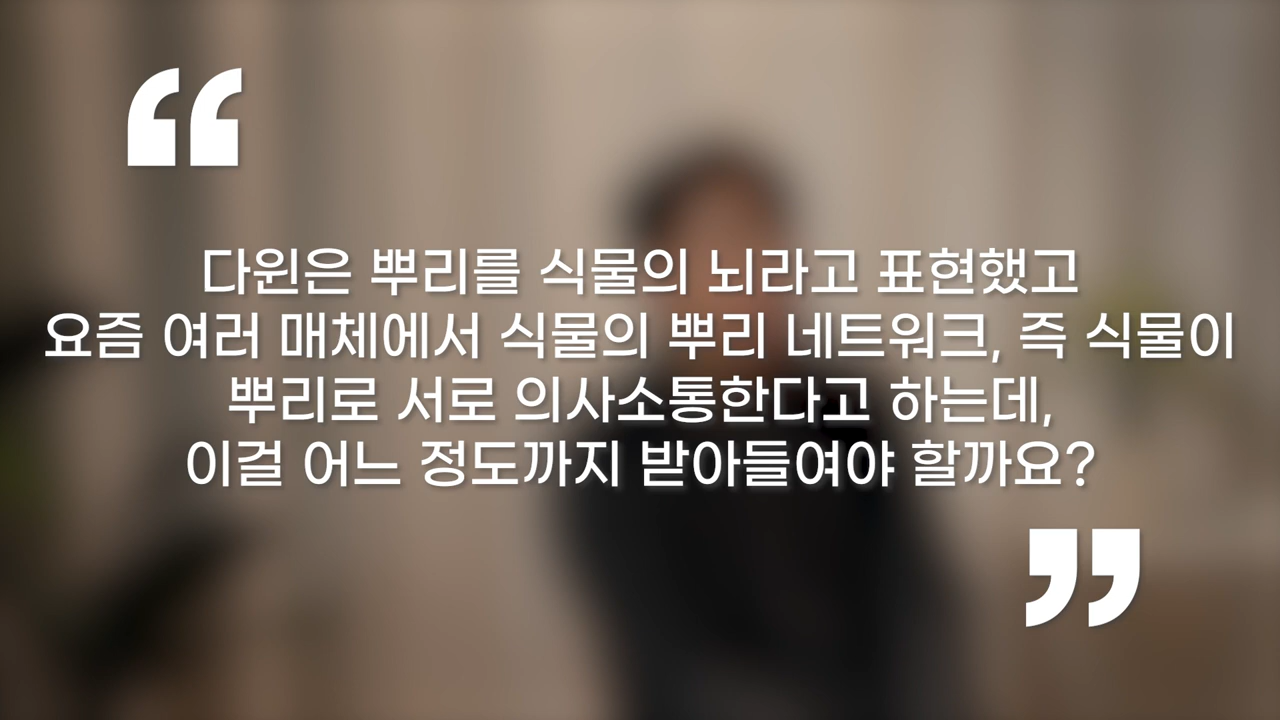 “
다윈은 뿌리를 식물의 뇌라고 표현했고
요즘 여러 매체에서 식물의 뿌리 네트워크, 즉 식물이
뿌리로 서로 의사소통한다고 하는데,
이걸 어느 정도까지 받아들여야 할까요?
”